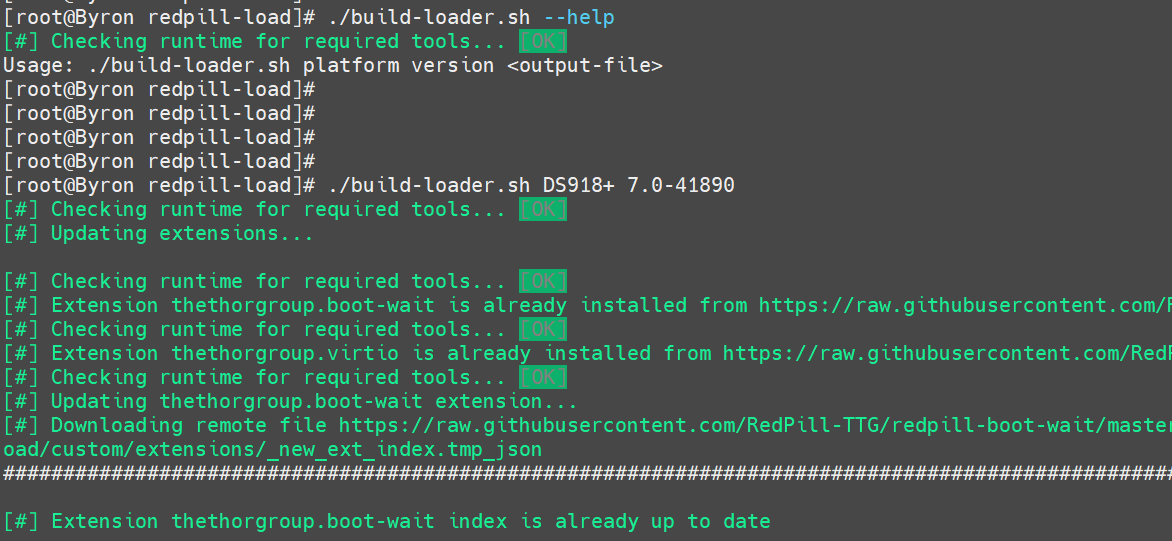 [root@Byron redpill-load]# ./build-loader.sh --help
[#] Checking runtime for required tools... [OK]
Usage: ./build-loader.sh platform version <output-file>
[root@Byron redpill-load]#
[root@Byron redpill-load]#
[root@Byron redpill-load]#
[root@Byron redpill-load]#
[root@Byron redpill-load]# ./build-loader.sh DS918+ 7.0-41890
[#] Checking runtime for required tools... [OK]
[#] Updating extensions...
[#] Checking runtime for required tools... [OK]
[#] Extension thethorgroup.boot-wait is already installed from https://raw.githubusercontent.com/R
[#] Checking runtime for required tools... [OK]
[#] Extension thethorgroup.virtio is already installed from https://raw.githubusercontent.com/RedP
[#] Checking runtime for required tools... [OK]
[#] Updating thethorgroup.boot-wait extension...
[#] Downloading remote file https://raw.githubusercontent.com/RedPill-TTG/redpill-boot-wait/master
oad/custom/extensions/_new_ext_index.tmp_json
##################################################################################################
[#] Extension thethorgroup.boot-wait index is already up to date